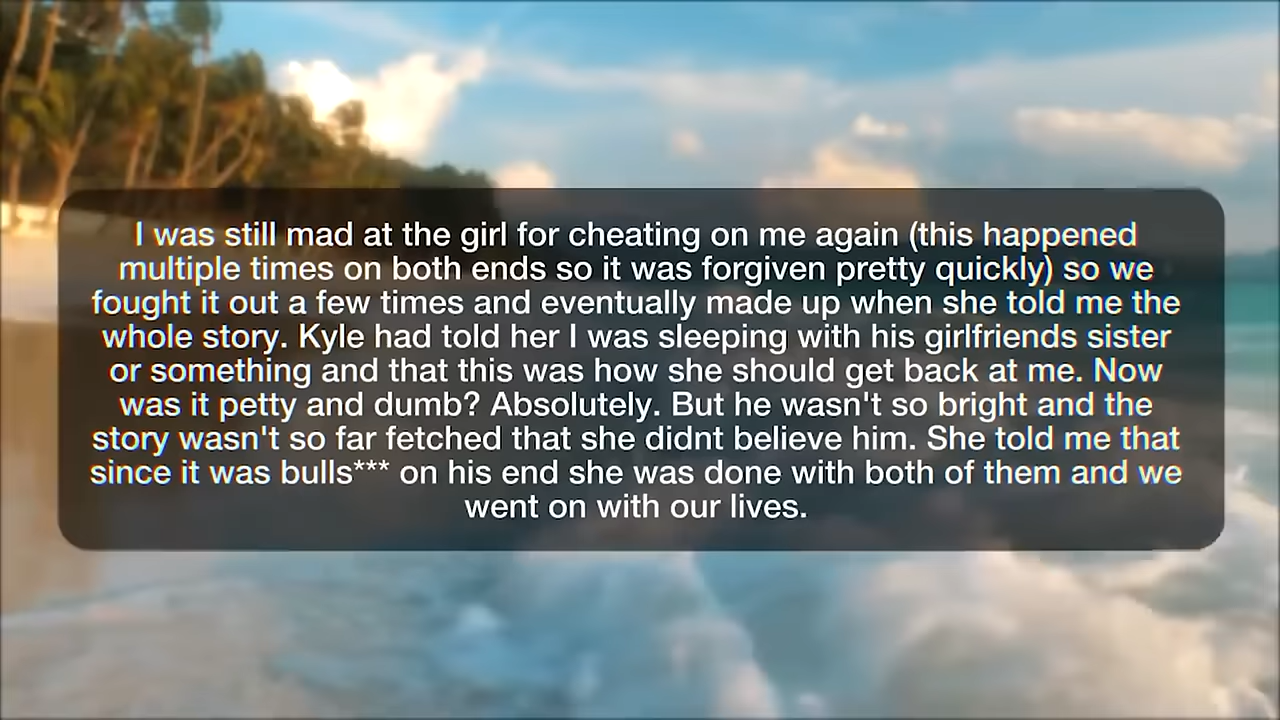 I was still mad at the girl for cheating on me again (this happened
multiple times on both ends so it was forgiven pretty quickly) so we
fought it out a few times and eventually made up when she told me the
whole story. Kyle had told her I was sleeping with his girlfriends sister
or something and that this was how she should get back at me. Now
was it petty and dumb? Absolutely. But he wasn't so bright and the
story wasn't so far fetched that she didnt believe him. She told me that
since it was bulls*** on his end she was done with both of them and we
went on with our lives.